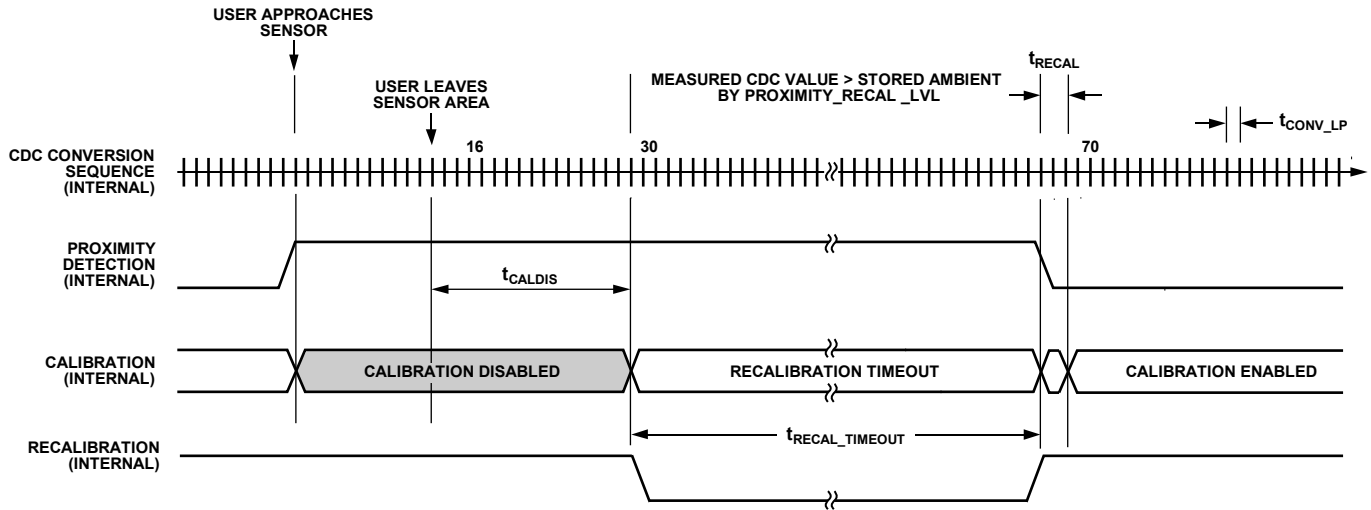 USER APPROACHES
SENSOR
USER LEAVES
SENSOR AREA
MEASURED CDC VALUE > STORED AMBIENT
BY PROXIMITY_RECAL _LVL
tRECAL
tCONV_LP
CDC CONVERSION
SEQUENCE
(INTERNAL)
16
30
70
PROXIMITY
DETECTION
(INTERNAL)
tCALDIS
CALIBRATION
(INTERNAL)
CALIBRATION DISABLED
RECALIBRATION TIMEOUT
CALIBRATION ENABLED
RECALIBRATION
(INTERNAL)
tRECAL_TIMEOUT